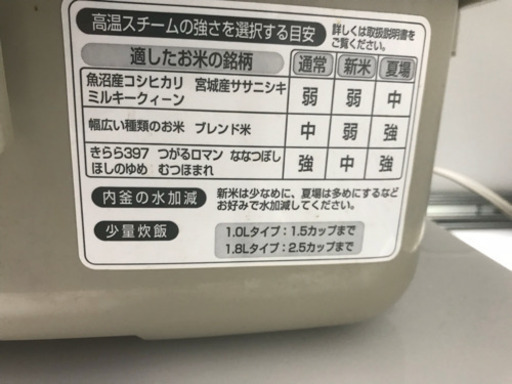 高温スチームの強さを選択する目安
詳しくは取扱説明書を
ご覧ください。
適したお米の銘柄 通常 新米 夏場
魚沼産コシヒカリ 宮城産ササニシキ
ミルキークィーン 弱 弱 中
幅広い種類のお米 ブレンド米 中 弱 強
きらら397 つがるロマン ななつぼし
ほしのゆめ むつほまれ 強 中 強
内釜の水加減
新米は少なめに、夏場は多めにするなど
お好みで水加減してください。
少量炊飯
1.0Lタイプ：1.5カップまで
1.8Lタイプ：2.5カップまで